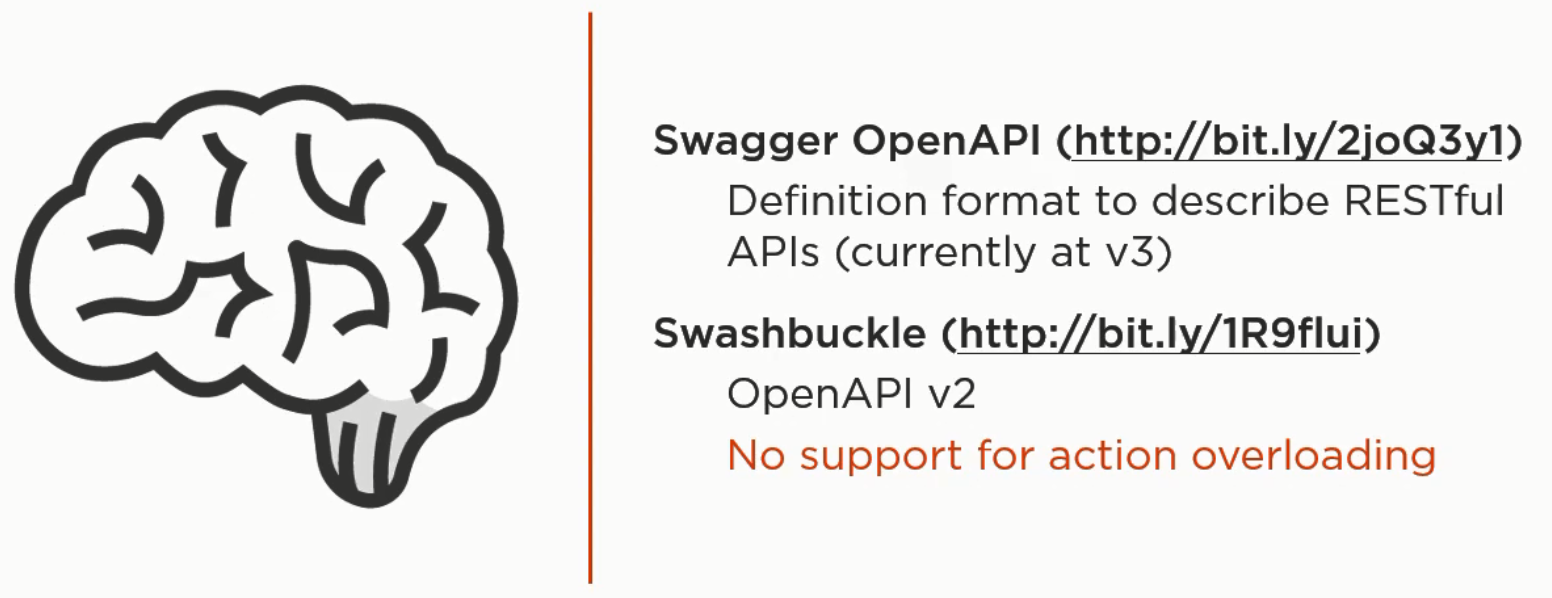 Swagger OpenAPI (http://bit.ly/2joQ3y1)
Definition format to describe RESTful
APIs (currently at v3)
Swashbuckle (http://bit.ly/1R9flui)
OpenAPI v2
No support for action overloading